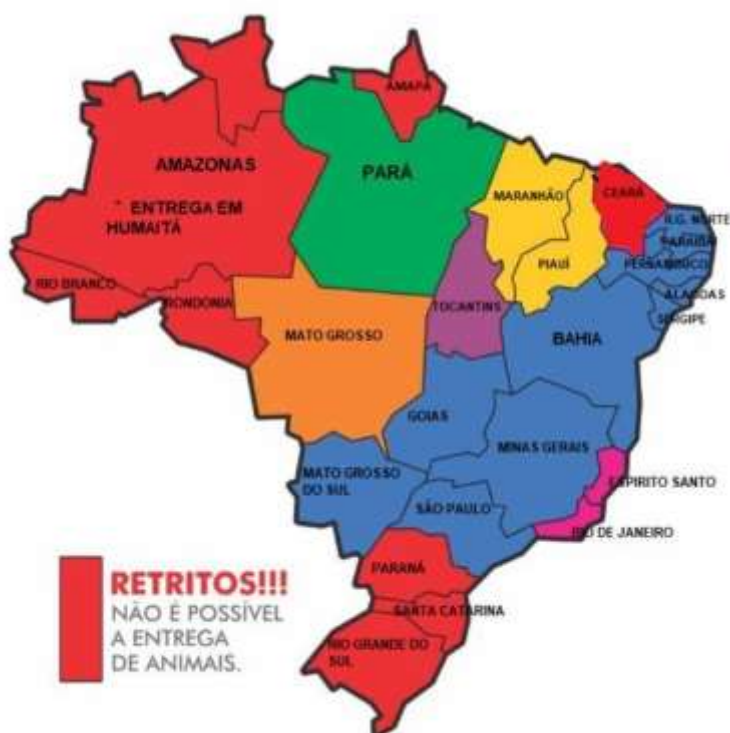 AMAPÁ
AMAZONAS
PARÁ
ENTREGA EM
HUMAITÁ
MARANHÃO
CEARÁ
R.G. NORTE
PARAIBA
PERNAMBUCO
PIAUÍ
RIO BRANCO
RONDONIA
TOCANTINS
ALAGOAS
SERGIPE
MATO GROSSO
BAHIA
GOIAS
MINAS GERAIS
MATO GROSSO
DO SUL
ESPIRITO SANTO
SÃO PAULO
RIO DE JANEIRO
PARANÁ
SANTA CATARINA
RIO GRANDE DO
SUL
RETRITOS!!!
NÃO É POSSÍVEL
A ENTREGA
DE ANIMAIS.